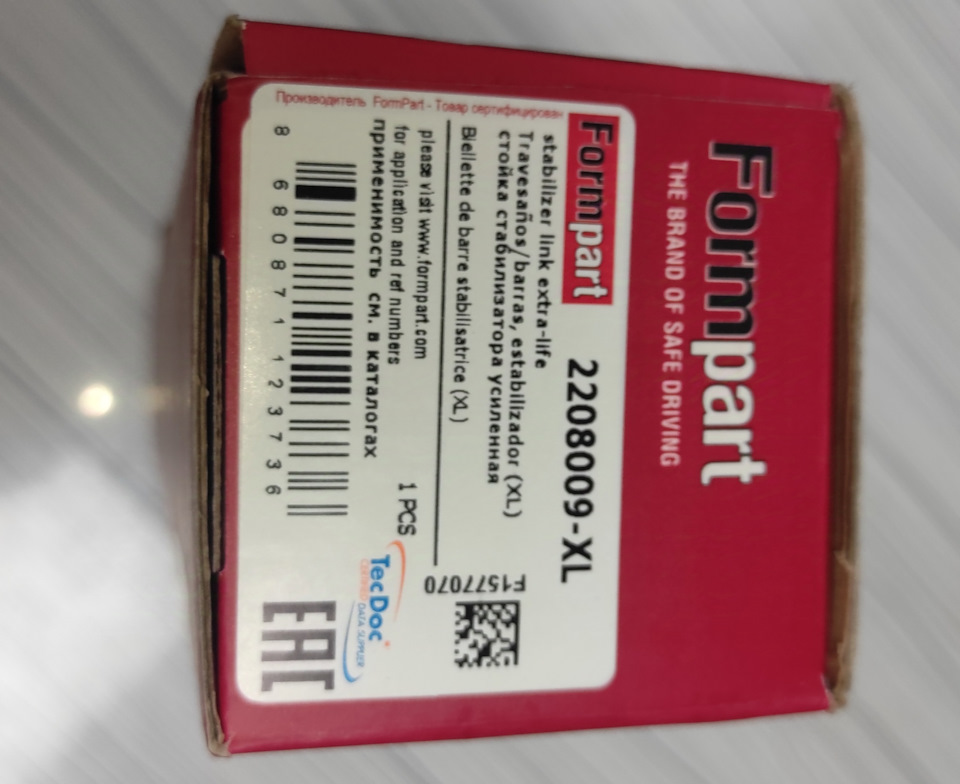 Formpart
THE BRAND OF SAFE DRIVING
Formpart
2208009-XL
stabilizer link extra-life
Travesaños/barras, estabilizador (XL)
стойка стабилизатора усиленная
Biellette de barre stabilisatrice (XL)
F1577070
please visit www.formpart.com
for application and ref numbers
применимость см. в каталогах
1 PCS
TecDoc
CERTIFIED DATA SUPPLIER
8 680871 123736
EAC
Производитель FormPart - Товар сертифицирован